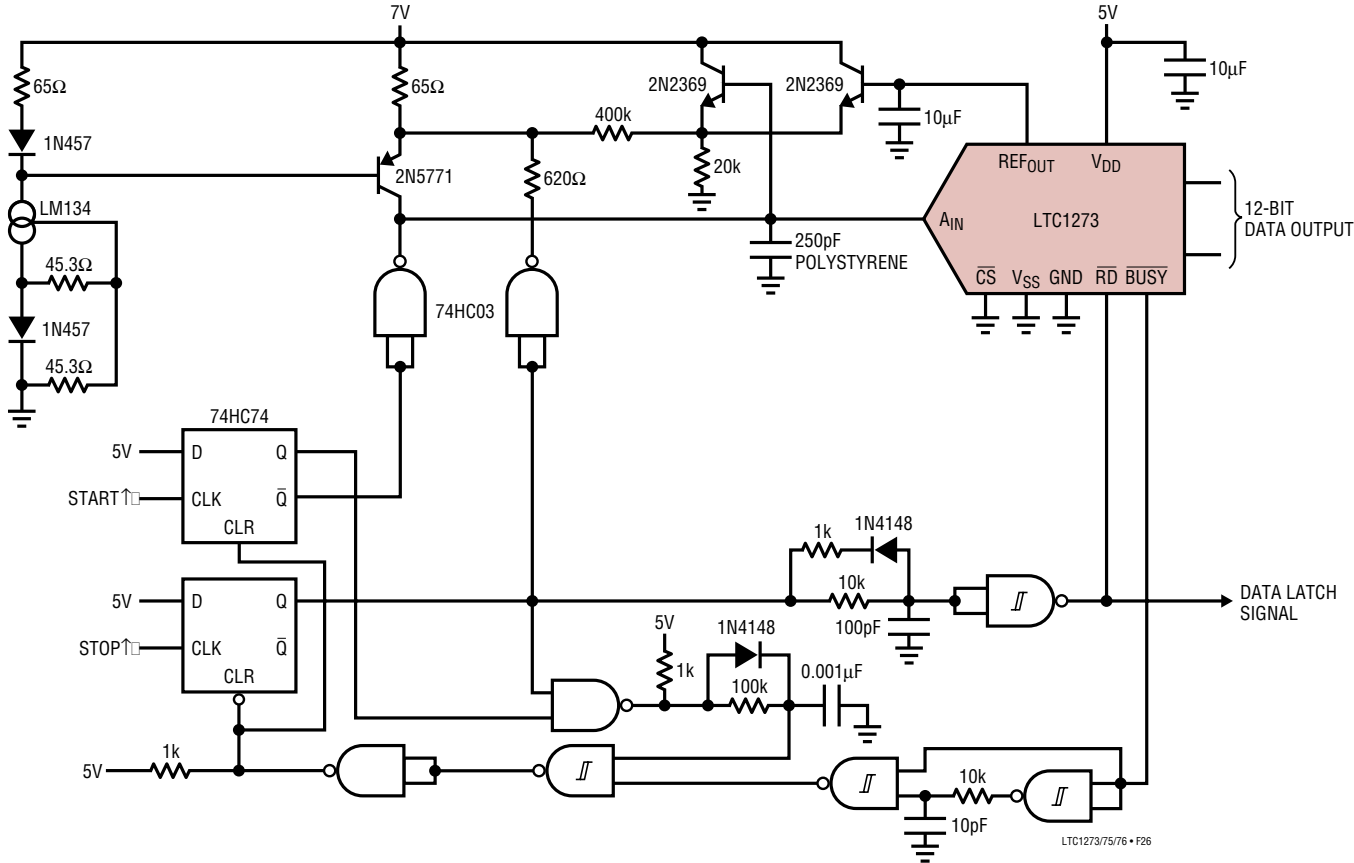 7V
5V
65Ω
65Ω
2N2369
2N2369
10µF
10µF
1N457
400k
REFOUT
VDD
2N5771
620Ω
20k
LM134
AIN
LTC1273
12-BIT
DATA OUTPUT
250pF
POLYSTYRENE
45.3Ω
CS
VSS
GND
RD
BUSY
74HC03
1N457
45.3Ω
74HC74
5V
D
Q
START↑
CLK
Q
CLR
1k
1N4148
5V
D
Q
10k
DATA LATCH
SIGNAL
100pF
5V
1N4148
STOP↑
CLK
Q
1k
0.001µF
CLR
100k
1k
5V
10k
10pF
LTC1273/75/76 • F26